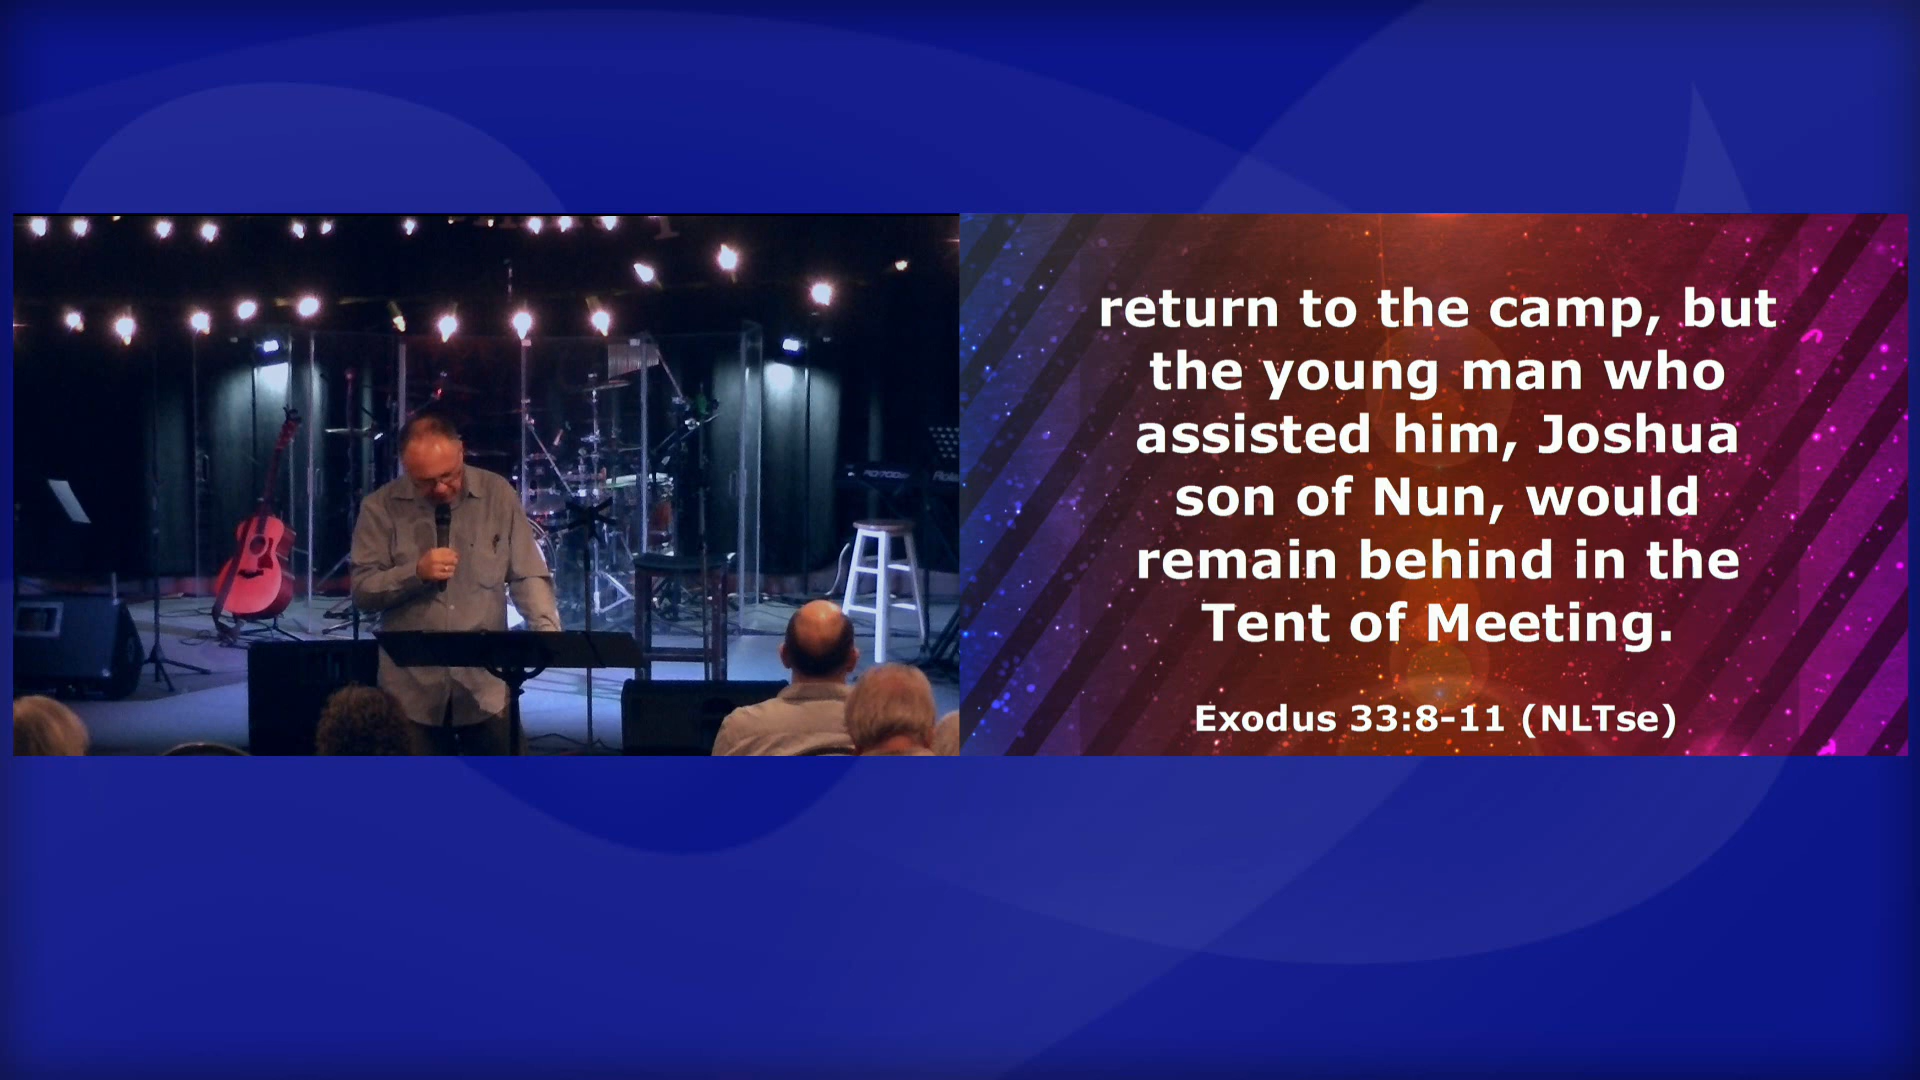 return to the camp, but
the young man who
assisted him, Joshua
son of Nun, would
remain behind in the
Tent of Meeting.
Exodus 33:8-11 (NLTse)